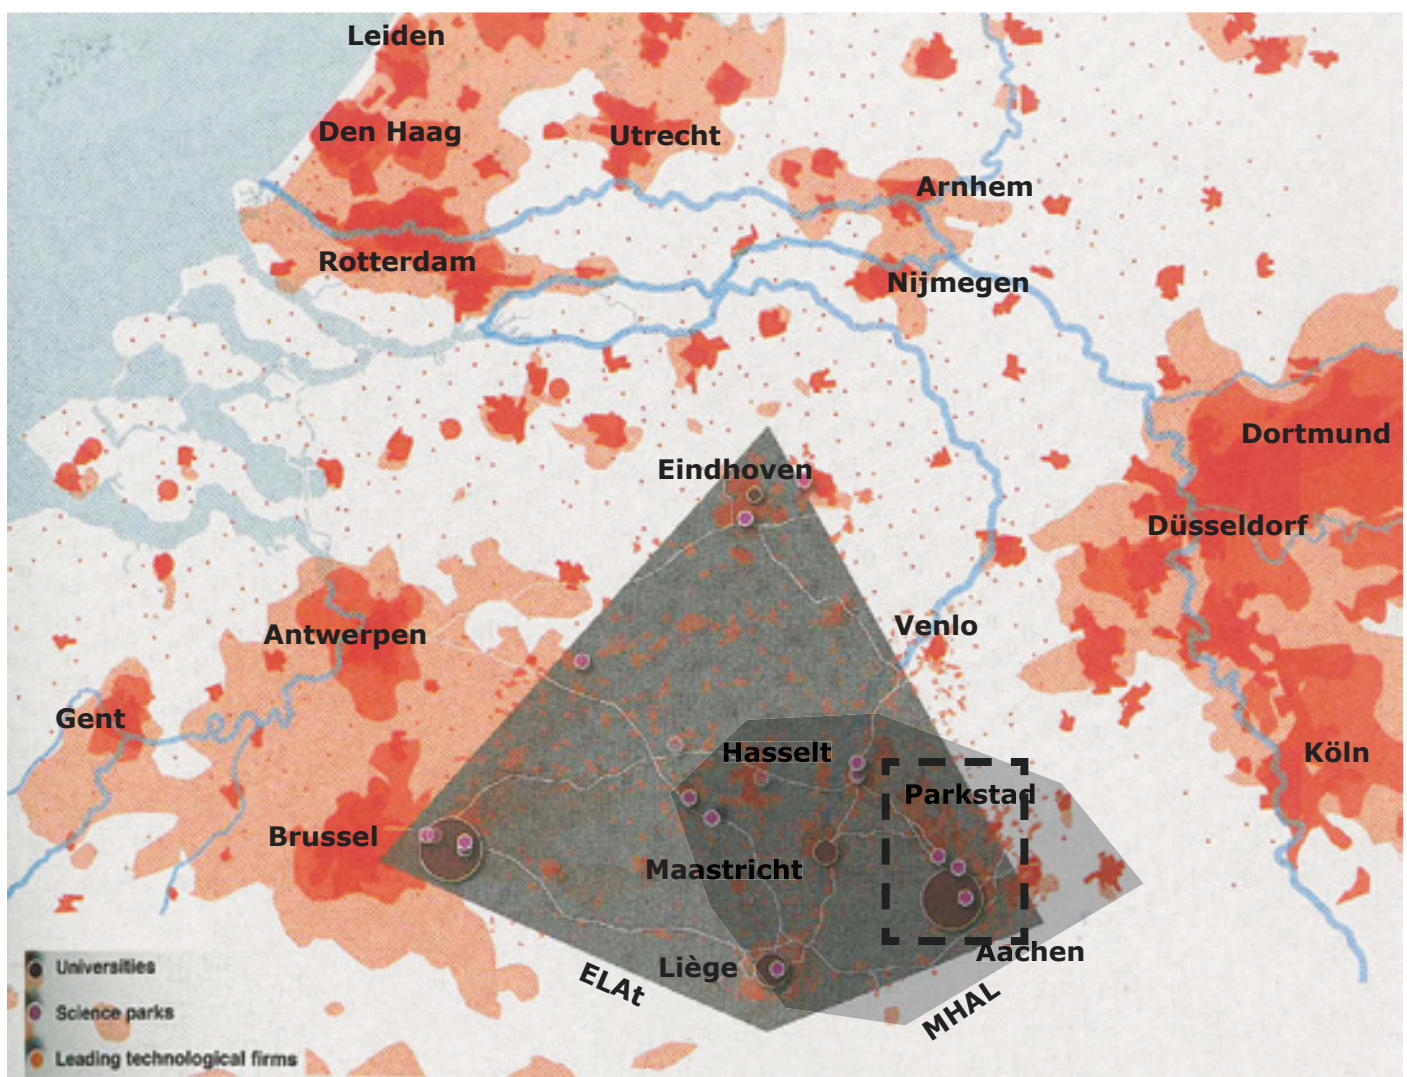 Leiden
Den Haag
Utrecht
Arnhem
Rotterdam
Nijmegen
Dortmund
Eindhoven
Düsseldorf
Venlo
Antwerpen
Gent
Hasselt
Köln
Parkstad
Brussel
Maastricht
Aachen
Liège
ELAt
MHAL
Universities
Science parks
Leading technological firms